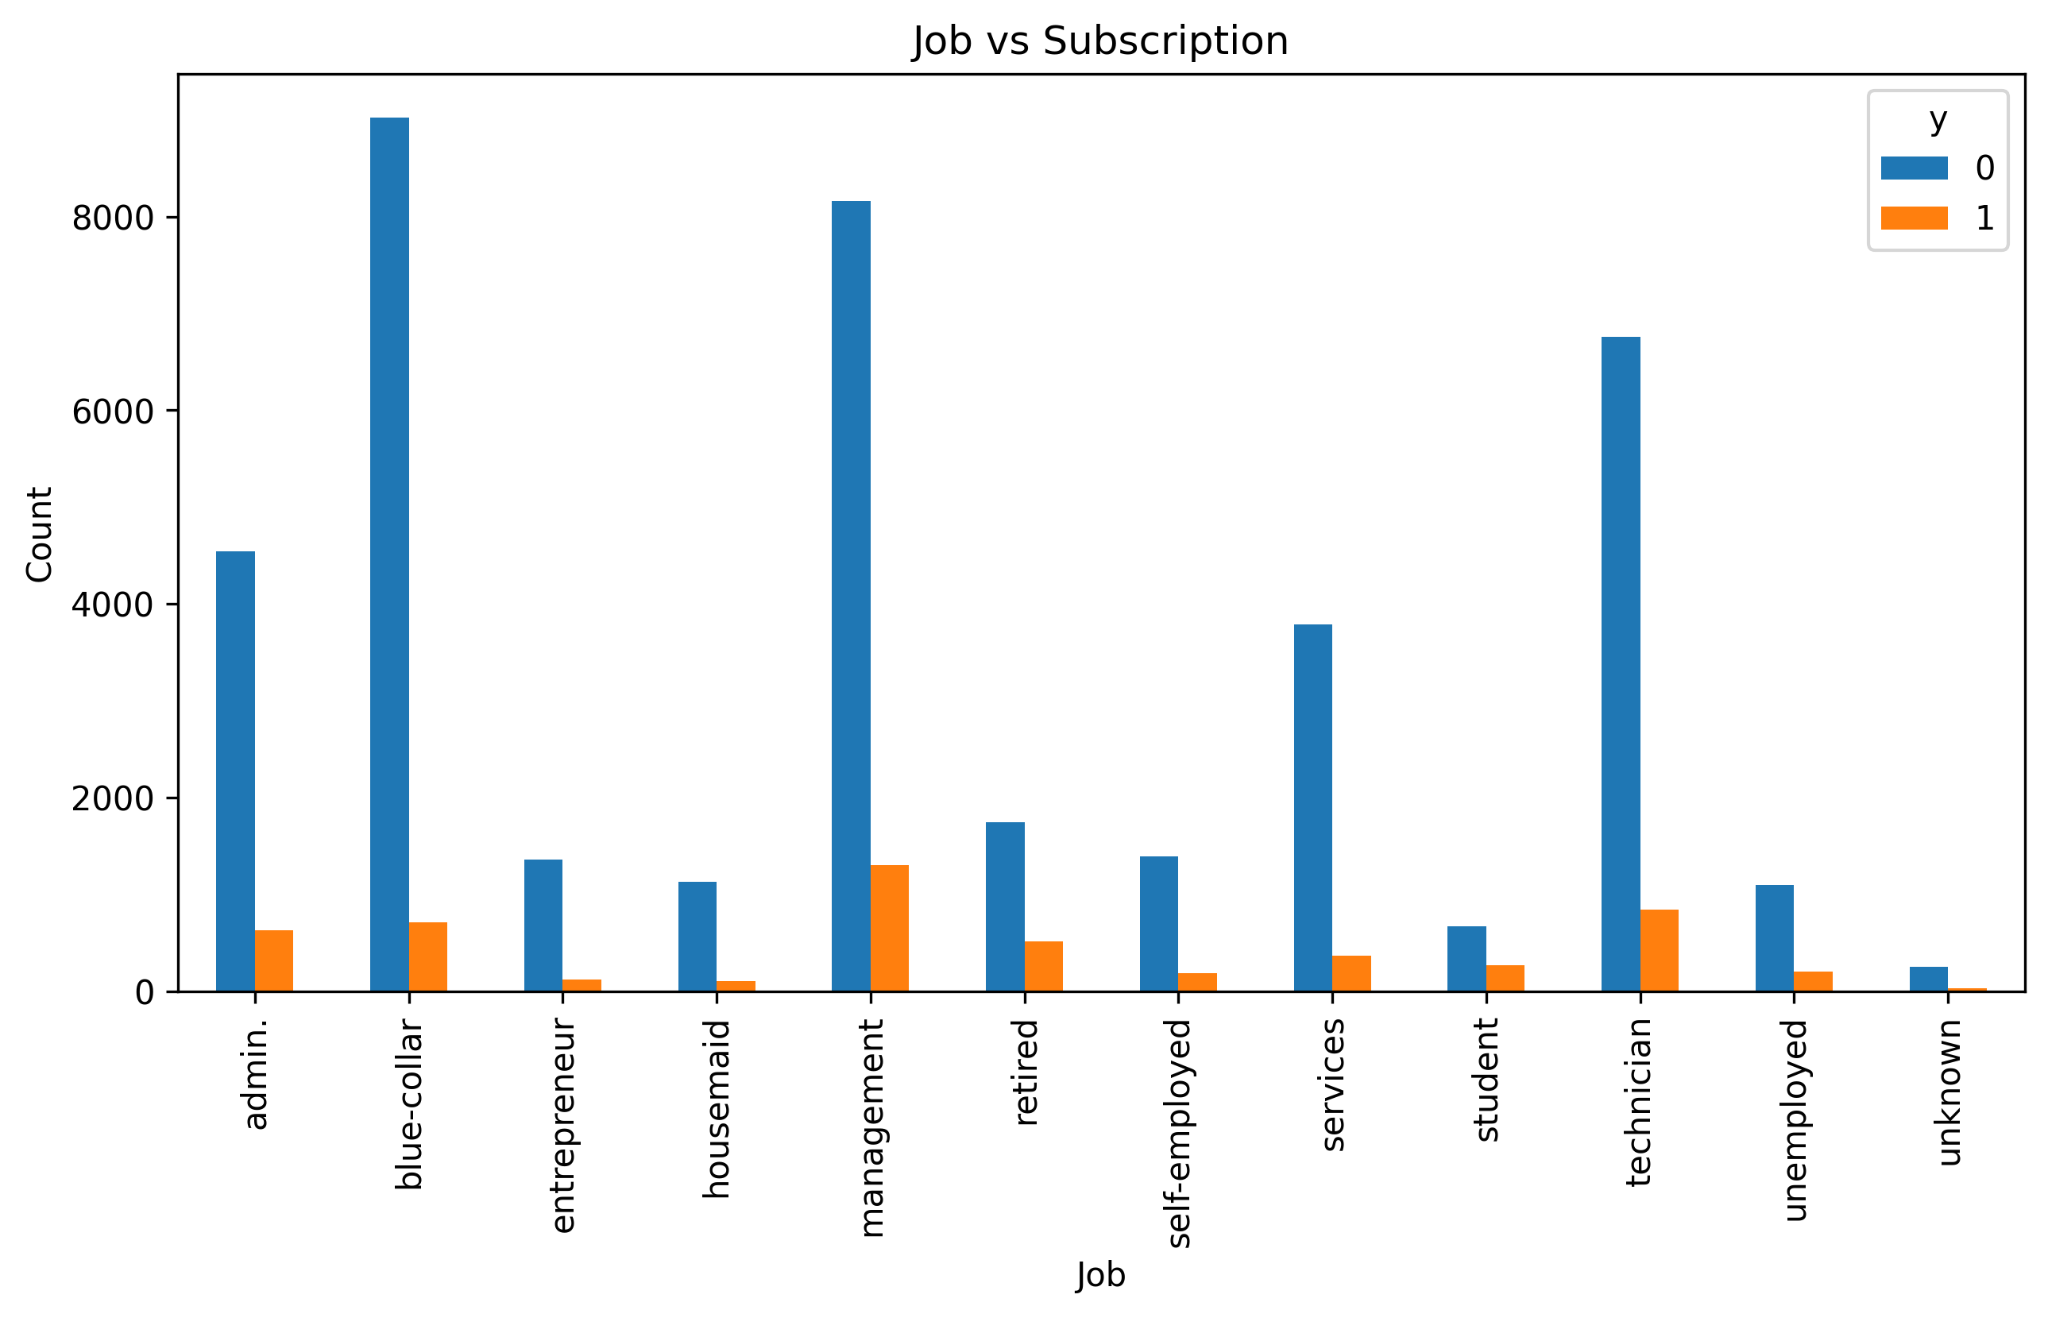 Job vs Subscription
y
0
1
Count
8000
6000
4000
2000
0
admin.
blue-collar
entrepreneur
housemaid
management
retired
self-employed
services
student
technician
unemployed
unknown
Job